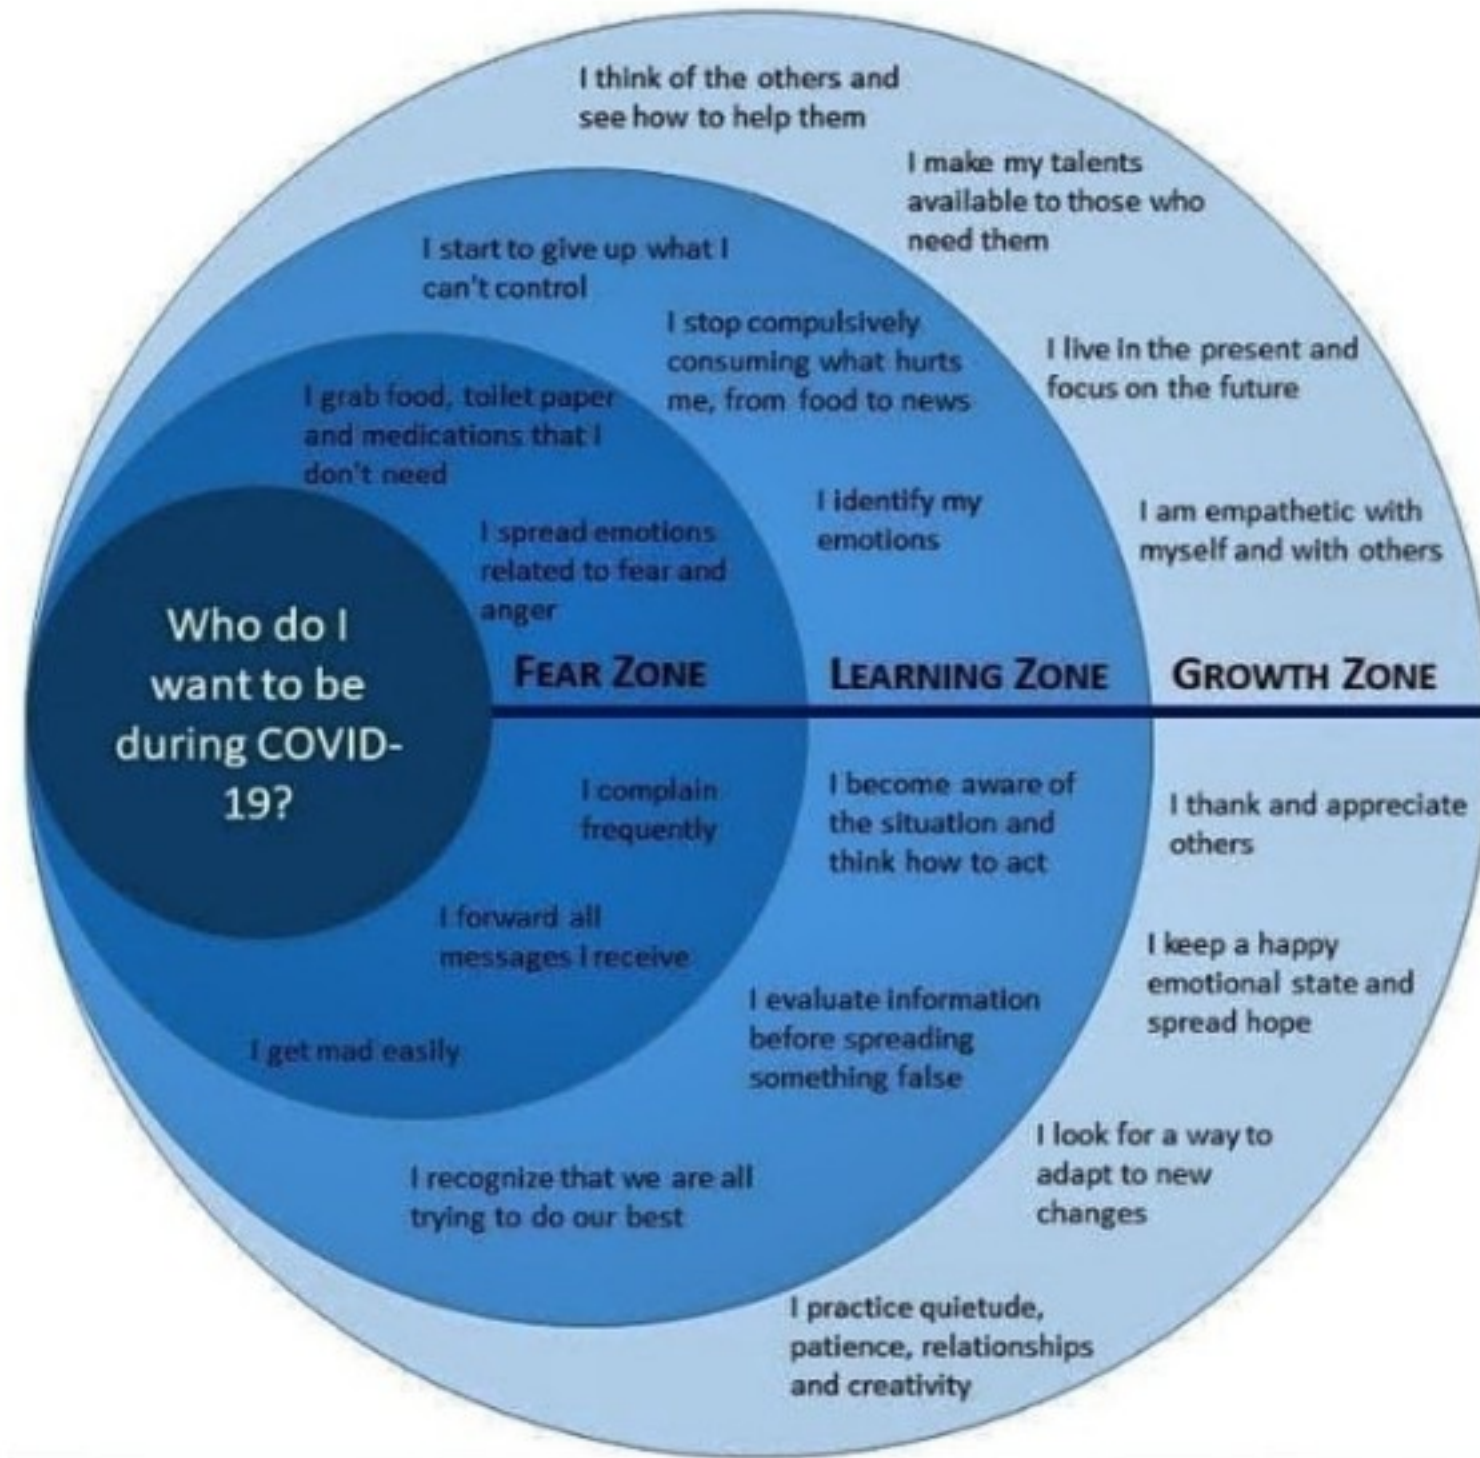 I think of the others and
see how to help them
I make my talents
available to those who
need them
I start to give up what I
can't control
I stop compulsively
consuming what hurts
me, from food to news
I live in the present and
focus on the future
I grab food, toilet paper
and medications that I
don't need
I identify my
emotions
I am empathetic with
myself and with others
I spread emotions
related to fear and
anger
Who do I
want to be
during COVID-
19?
FEAR ZONE
LEARNING ZONE
GROWTH ZONE
I complain
frequently
I become aware of
the situation and
think how to act
I thank and appreciate
others
I forward all
messages I receive
I keep a happy
emotional state and
spread hope
I evaluate information
before spreading
something false
I get mad easily
I look for a way to
adapt to new
changes
I recognize that we are all
trying to do our best
I practice quietude,
patience, relationships
and creativity